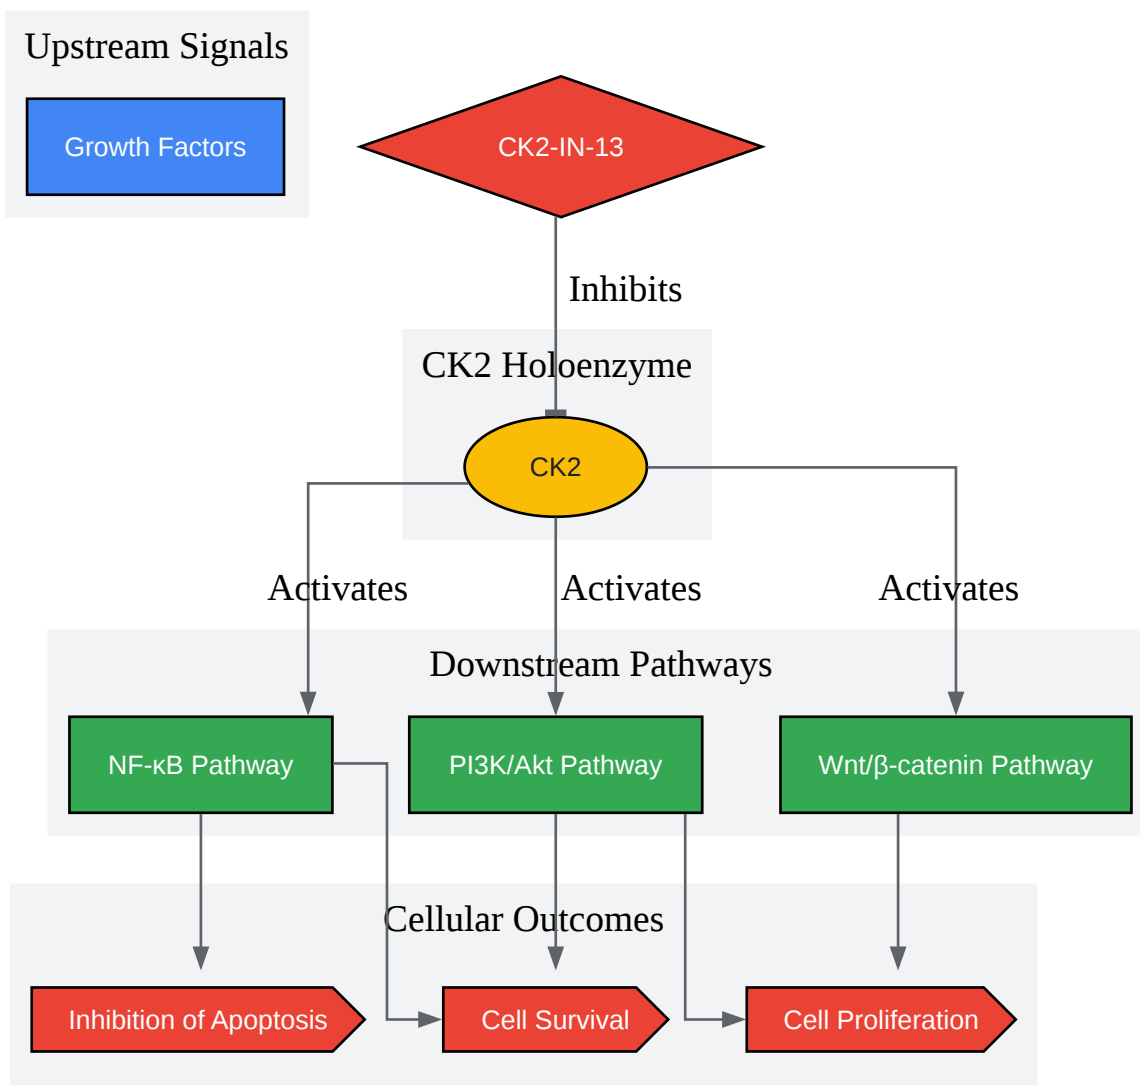 Upstream Signals
Growth Factors
CK2-IN-13
Inhibits
CK2 Holoenzyme
CK2
Activates
Activates
Activates
Downstream Pathways
NF-κB Pathway
PI3K/Akt Pathway
Wnt/β-catenin Pathway
Cellular Outcomes
Inhibition of Apoptosis
Cell Survival
Cell Proliferation